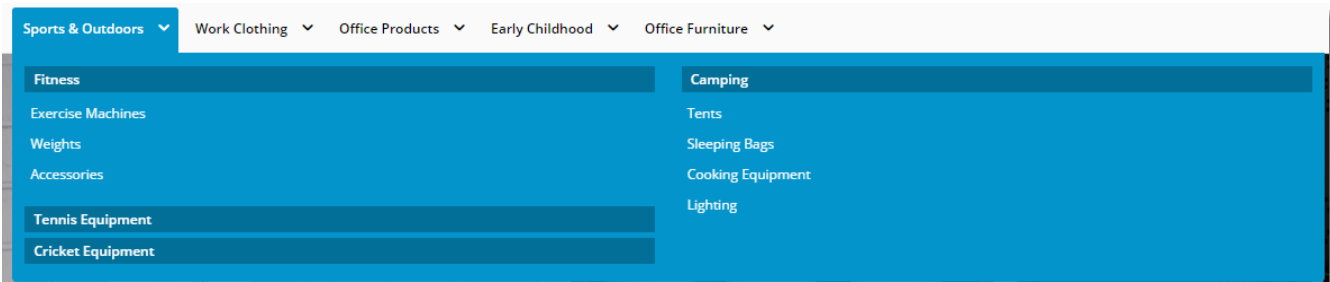 Sports & Outdoors Work Clothing Office Products Early Childhood Office Furniture
Fitness
Exercise Machines
Weights
Accessories
Tennis Equipment
Cricket Equipment
Camping
Tents
Sleeping Bags
Cooking Equipment
Lighting